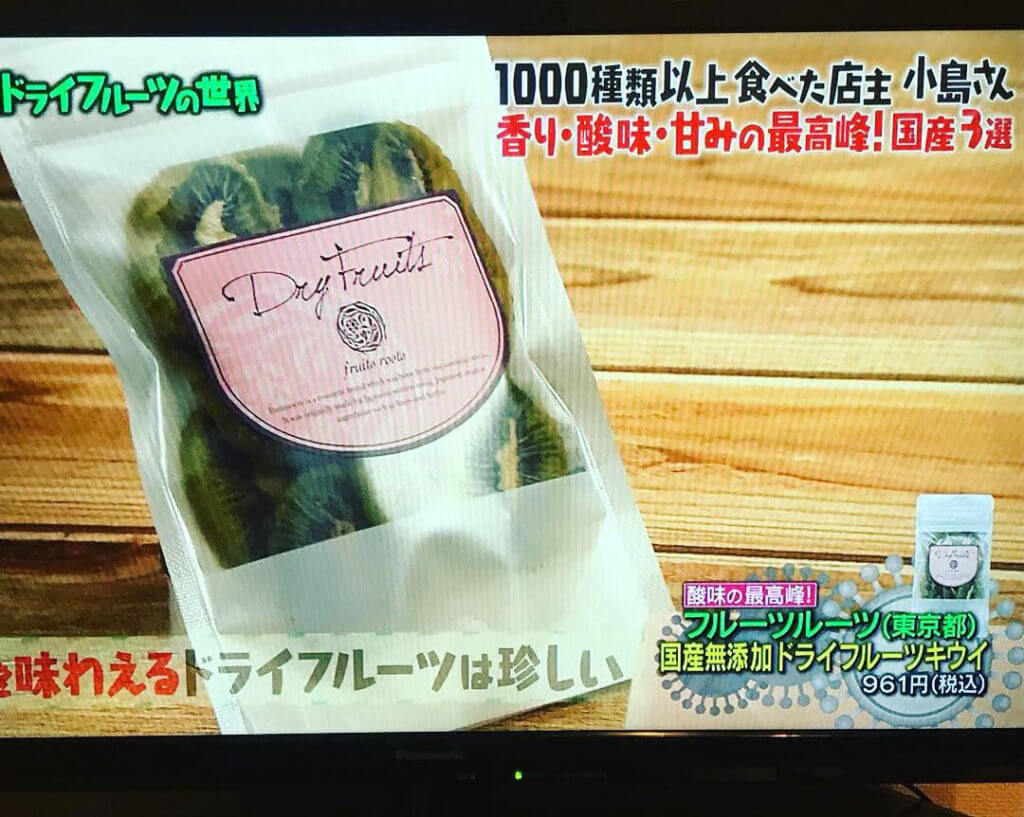 ドライフルーツの世界
1000種類以上食べた店主 小島さん
香り・酸味・甘みの最高峰!国産3選
Dry Fruits
fruits roots
酸味の最高峰!
フルーツルーツ(東京都)
国産無添加ドライフルーツキウイ
961円(税込)
を味わえるドライフルーツは珍しい
Panasonic